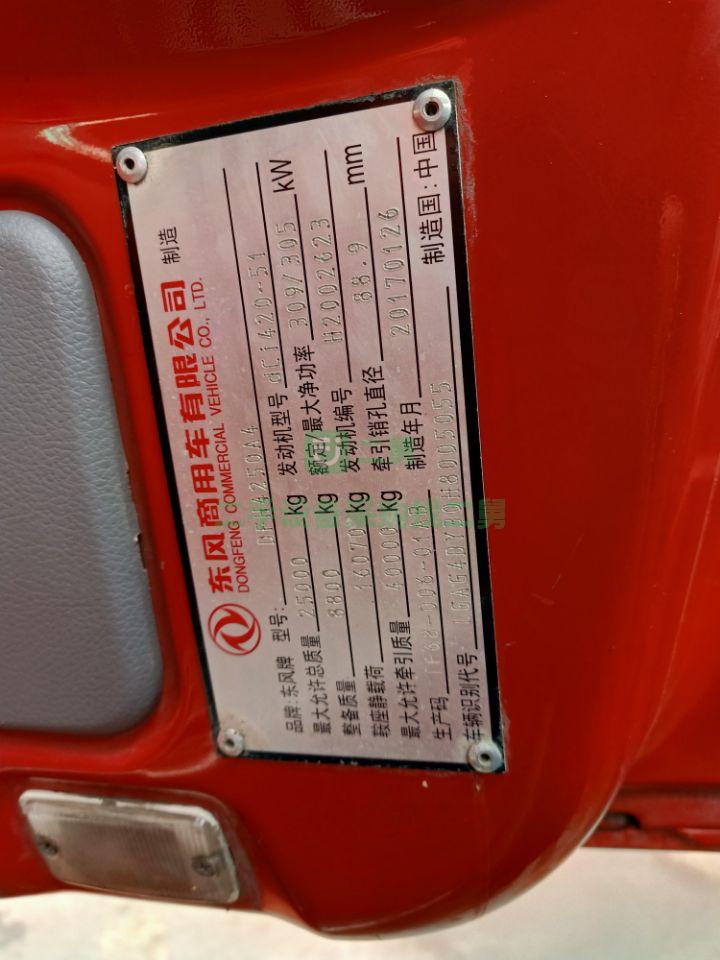 东风商用车有限公司 制造
DONGFENG COMMERCIAL VEHICLE CO., LTD.
品牌: 东风牌 型号: DFH4250A4 发动机型号 dCi420-51
最大允许总质量 25000 kg 额定/最大净功率 309/305 kW
整备质量 8800 kg 发动机编号 H2002623
鞍座静载荷 16070 kg 牵引销孔直径 88.9 mm
最大允许牵引质量 40000 kg 制造年月 20170126
生产码
车辆识别代号 制造国: 中国